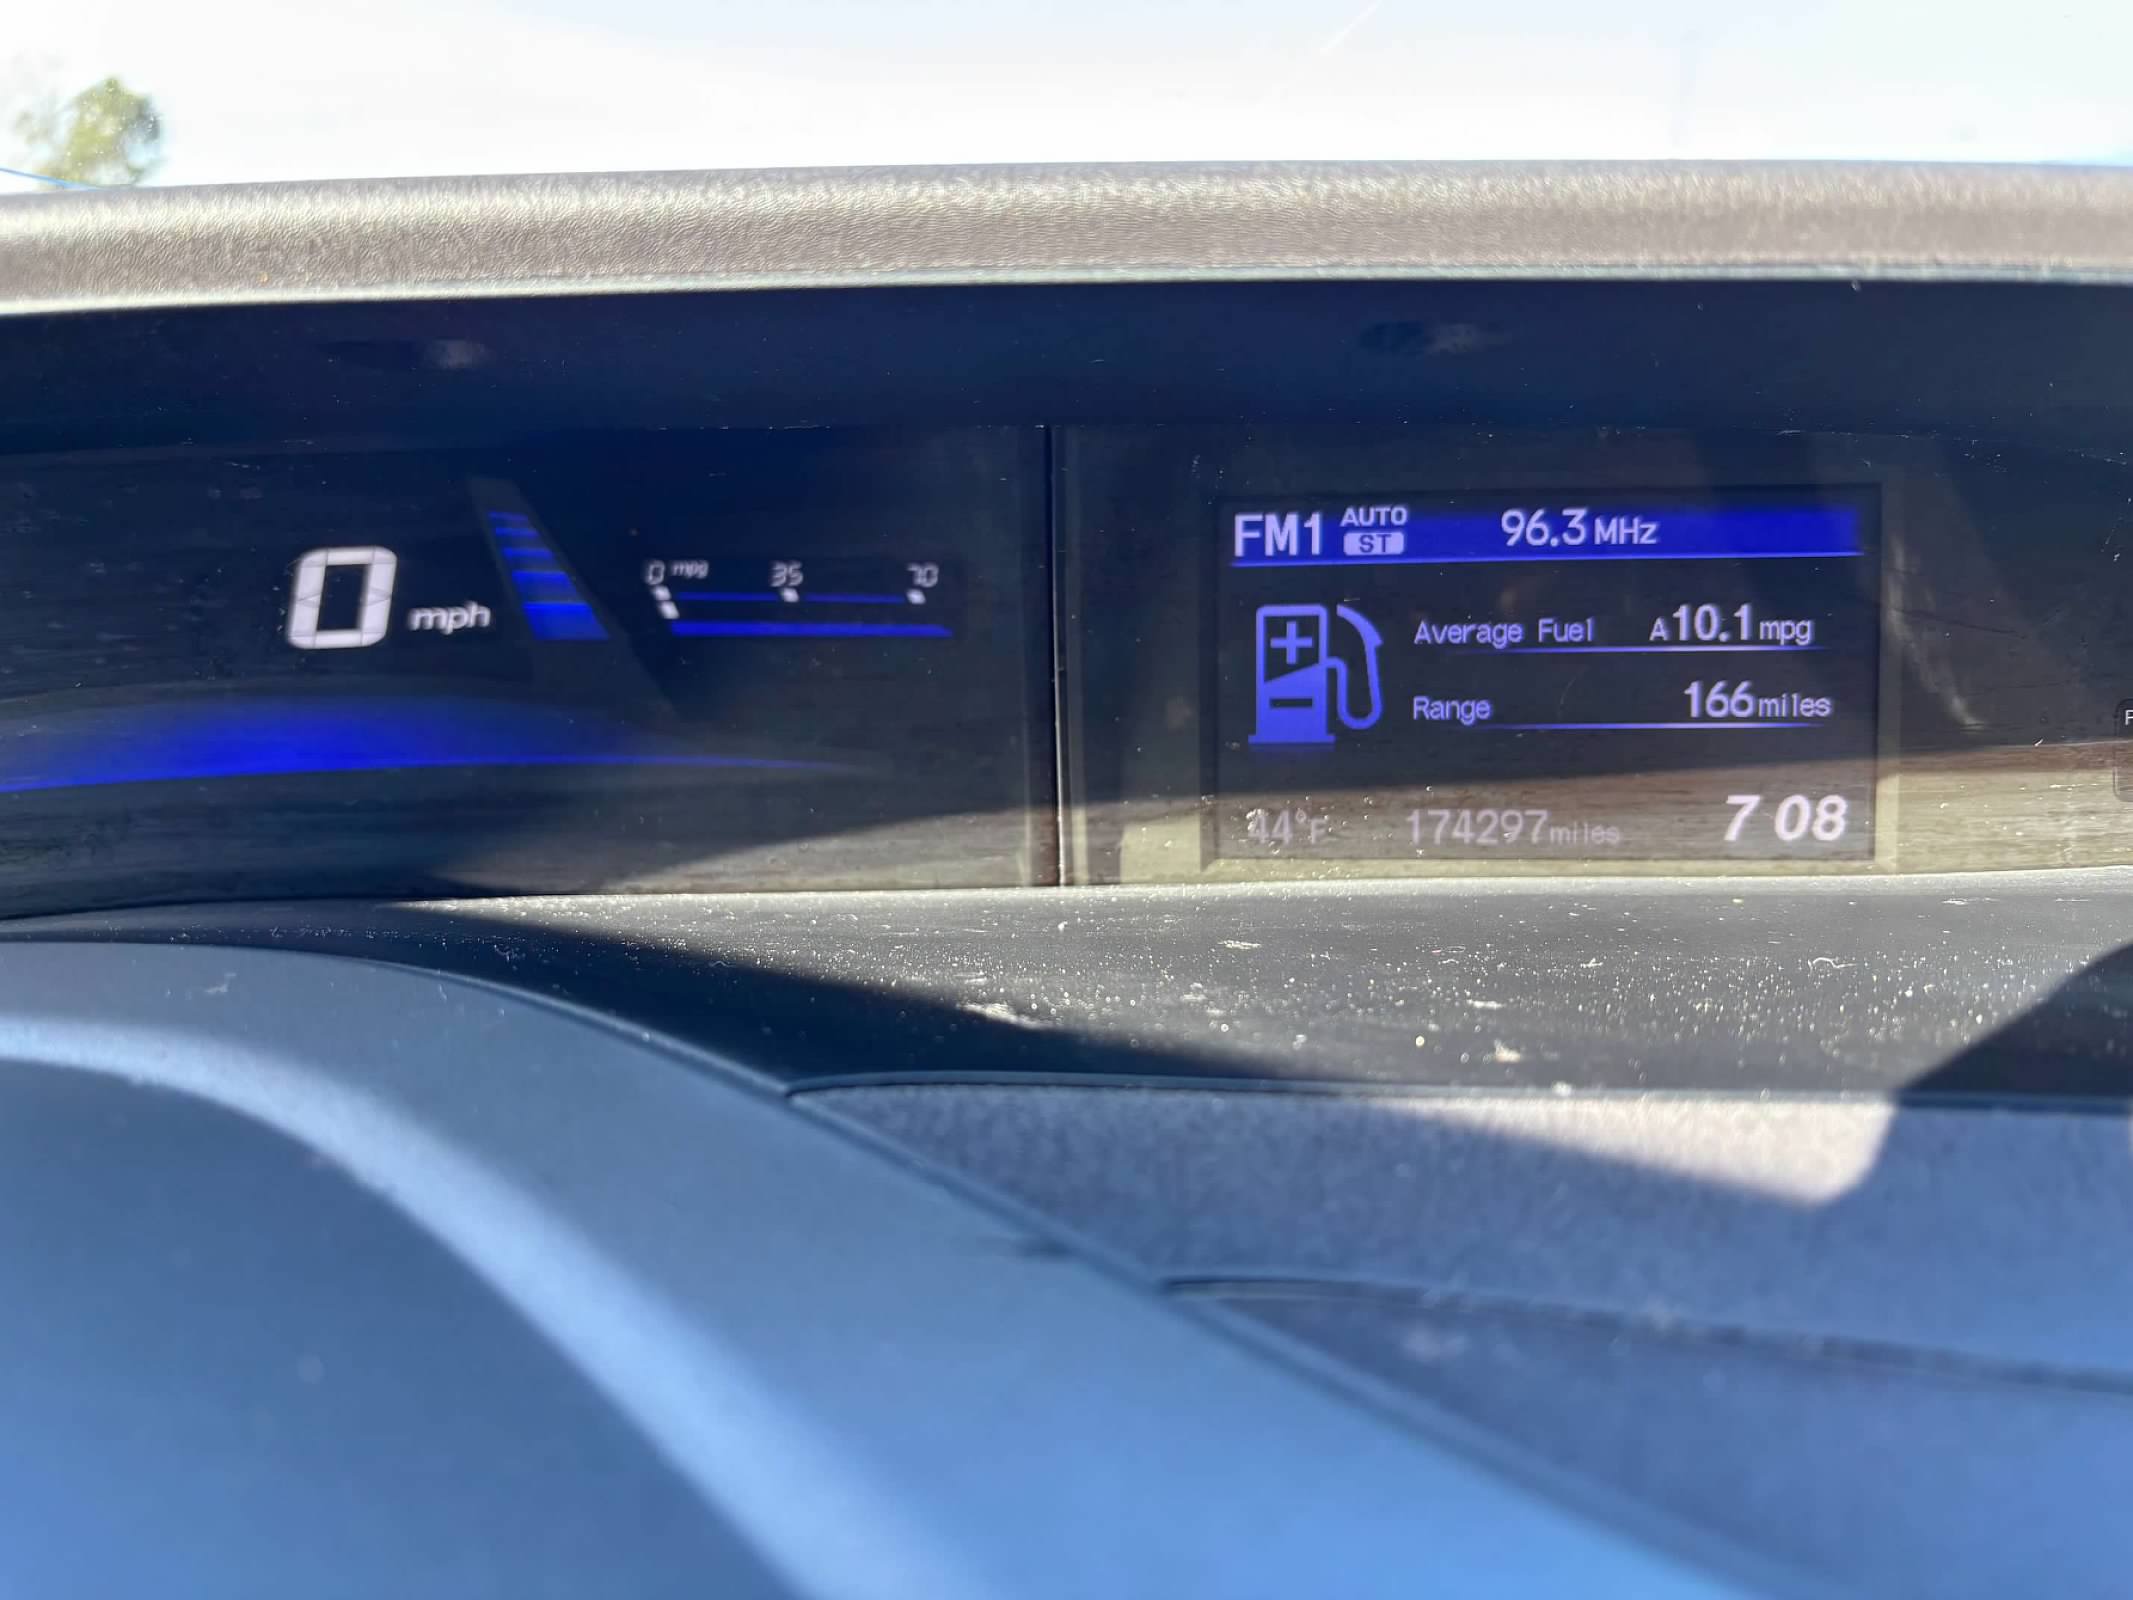 FM1 AUTO ST 96.3 MHz
0 mph
0 mpg 35 70
Average Fuel A 10.1 mpg
Range 166 miles
44°F 174297 miles 7 08